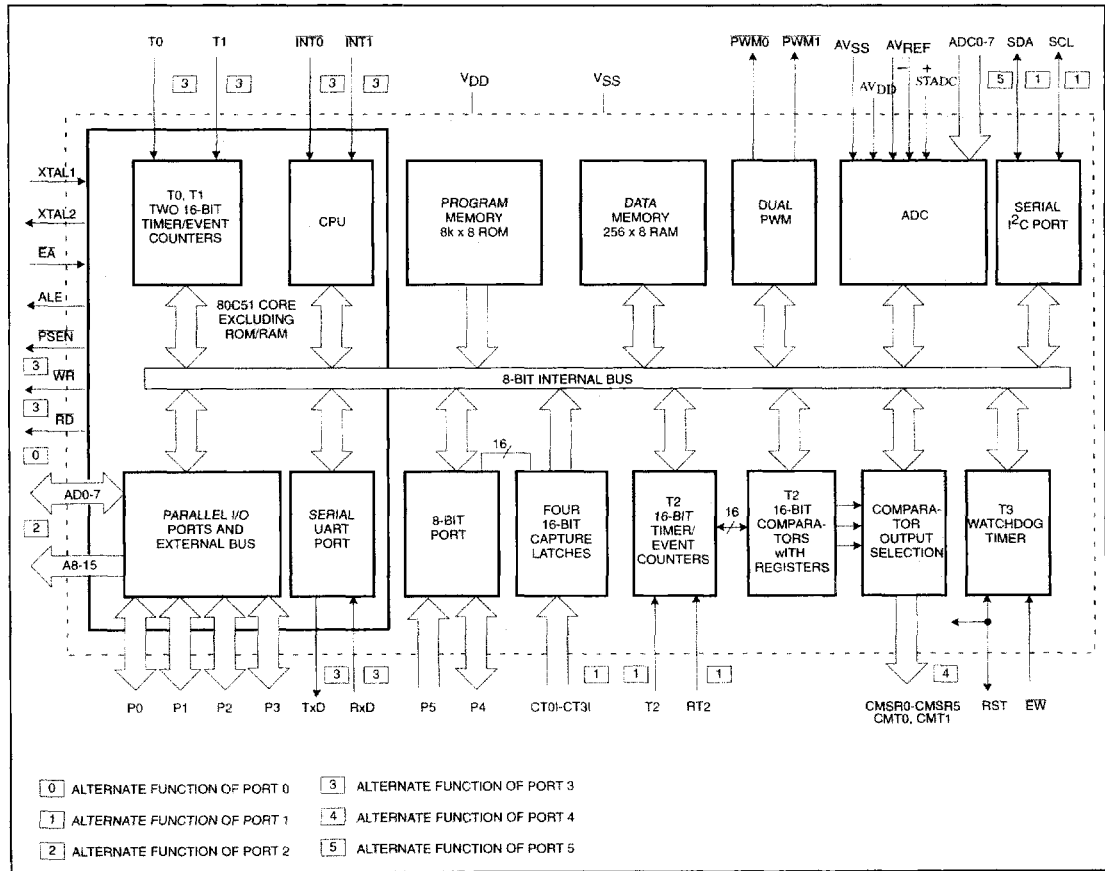 T0 T1 INT0 INT1 PWM0 PWM1 AVSS AVREF ADC0-7 SDA SCL
3 3 3 3 VDD VSS AVDD − + STADC 5 1 1
XTAL1
XTAL2
EA
ALE
PSEN
3
WR
3
RD
0
AD0-7
2
A8-15
T0, T1
TWO 16-BIT
TIMER/EVENT
COUNTERS
CPU
PROGRAM
MEMORY
8k x 8 ROM
DATA
MEMORY
256 x 8 RAM
DUAL
PWM
ADC
SERIAL
I2C PORT
80C51 CORE
EXCLUDING
ROM/RAM
8-BIT INTERNAL BUS
PARALLEL I/O
PORTS AND
EXTERNAL BUS
SERIAL
UART
PORT
8-BIT
PORT
16
FOUR
16-BIT
CAPTURE
LATCHES
T2
16-BIT
TIMER/
EVENT
COUNTERS
16
T2
16-BIT
COMPARA-
TORS
wITH
REGISTERS
COMPARA-
TOR
OUTPUT
SELECTION
T3
WATCHDOG
TIMER
3 3 1 1 1 4
P0 P1 P2 P3 TxD RxD P5 P4 CT0I-CT3I T2 RT2 CMSR0-CMSR5 RST EW
CMT0, CMT1
0 ALTERNATE FUNCTION OF PORT 0
1 ALTERNATE FUNCTION OF PORT 1
2 ALTERNATE FUNCTION OF PORT 2
3 ALTERNATE FUNCTION OF PORT 3
4 ALTERNATE FUNCTION OF PORT 4
5 ALTERNATE FUNCTION OF PORT 5